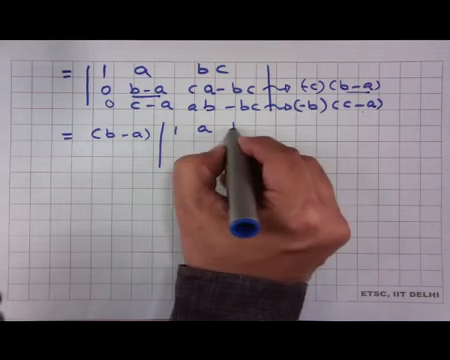 = | 1 a bc |
| 0 b-a ca-bc | → (-c) (b-a)
| 0 c-a ab-bc | → (-b) (c-a)
= (b-a) | 1 a
ETSC, IIT DELHI